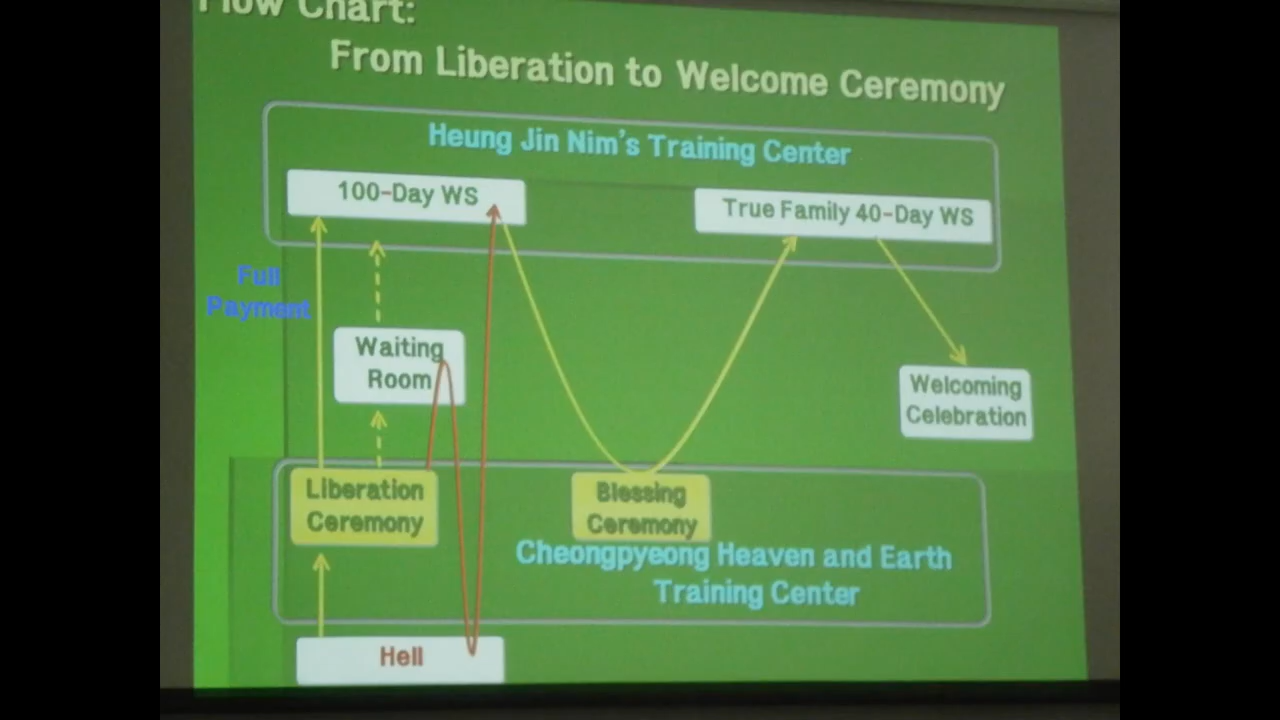 Flow Chart:
From Liberation to Welcome Ceremony
Heung Jin Nim's Training Center
100-Day WS
True Family 40-Day WS
Full
Payment
Waiting
Room
Welcoming
Celebration
Liberation
Ceremony
Blessing
Ceremony
Cheongpyeong Heaven and Earth
Training Center
Hell